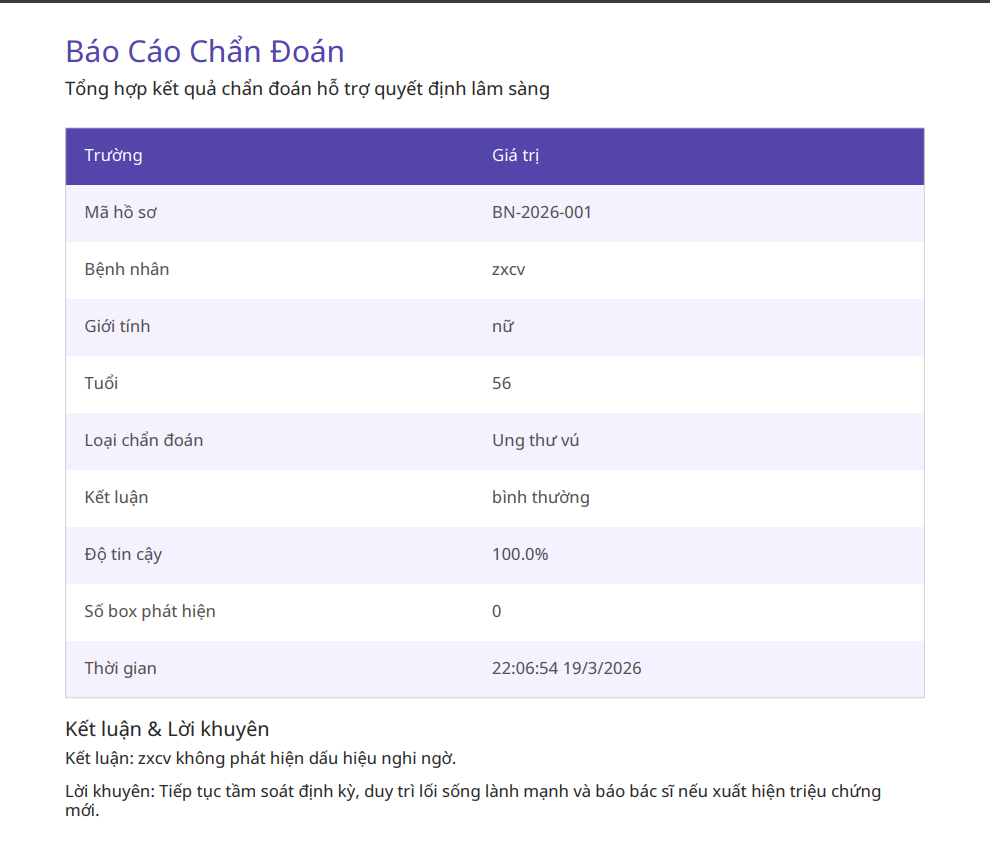 Báo Cáo Chẩn Đoán
Tổng hợp kết quả chẩn đoán hỗ trợ quyết định lâm sàng
Trường Giá trị
Mã hồ sơ BN-2026-001
Bệnh nhân zxcv
Giới tính nữ
Tuổi 56
Loại chẩn đoán Ung thư vú
Kết luận bình thường
Độ tin cậy 100.0%
Số box phát hiện 0
Thời gian 22:06:54 19/3/2026
Kết luận & Lời khuyên
Kết luận: zxcv không phát hiện dấu hiệu nghi ngờ.
Lời khuyên: Tiếp tục tầm soát định kỳ, duy trì lối sống lành mạnh và báo bác sĩ nếu xuất hiện triệu chứng
mới.